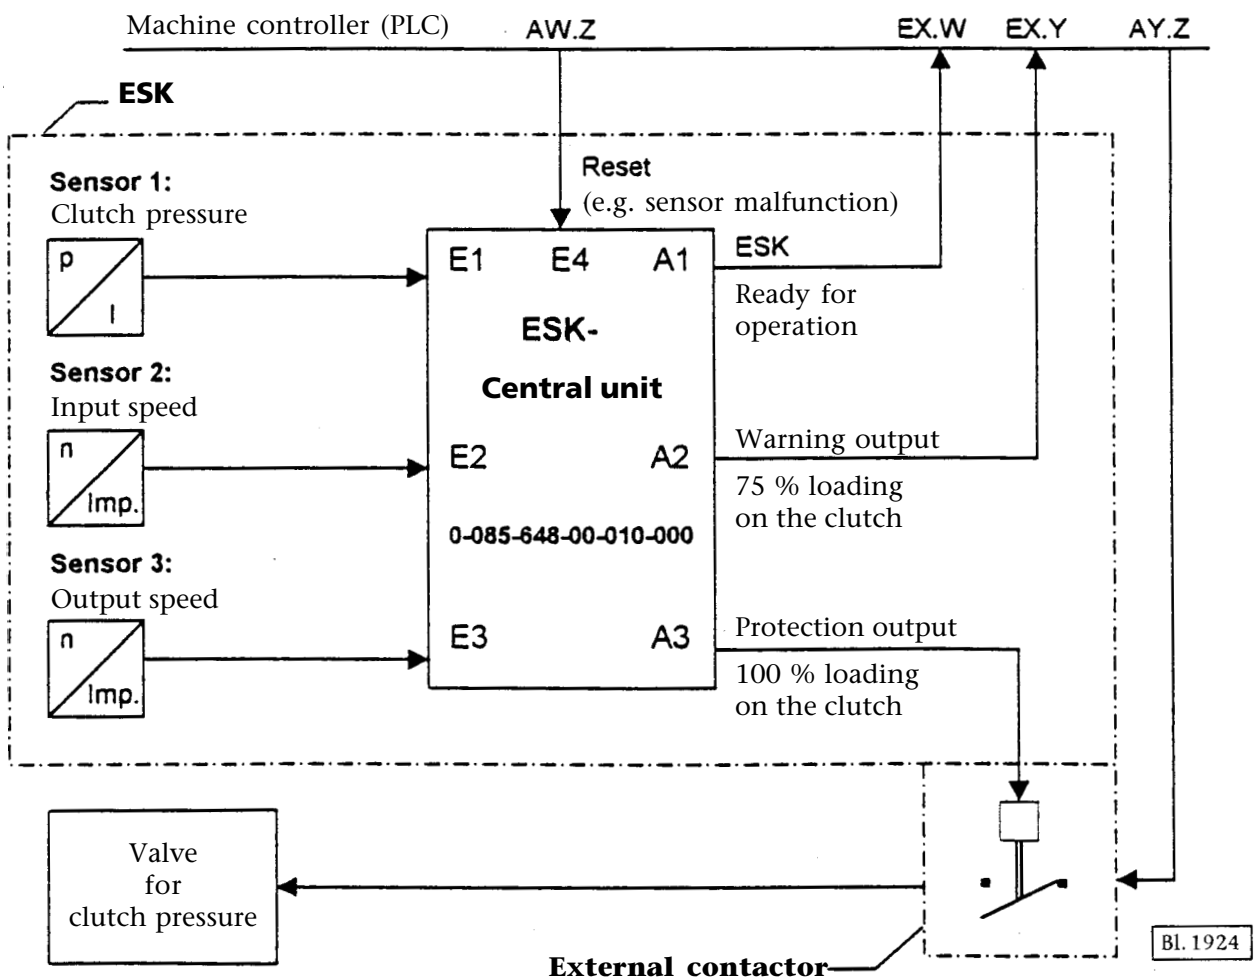 Machine controller (PLC)
AW.Z
EX.W
EX.Y
AY.Z
ESK
Reset
(e.g. sensor malfunction)
Sensor 1:
Clutch pressure
p
I
E1
E4
A1
ESK
Ready for
operation
ESK-
Central unit
Sensor 2:
Input speed
n
Imp.
E2
A2
Warning output
75 % loading
on the clutch
0-085-648-00-010-000
Sensor 3:
Output speed
n
Imp.
E3
A3
Protection output
100 % loading
on the clutch
Valve
for
clutch pressure
External contactor
Bl. 1924